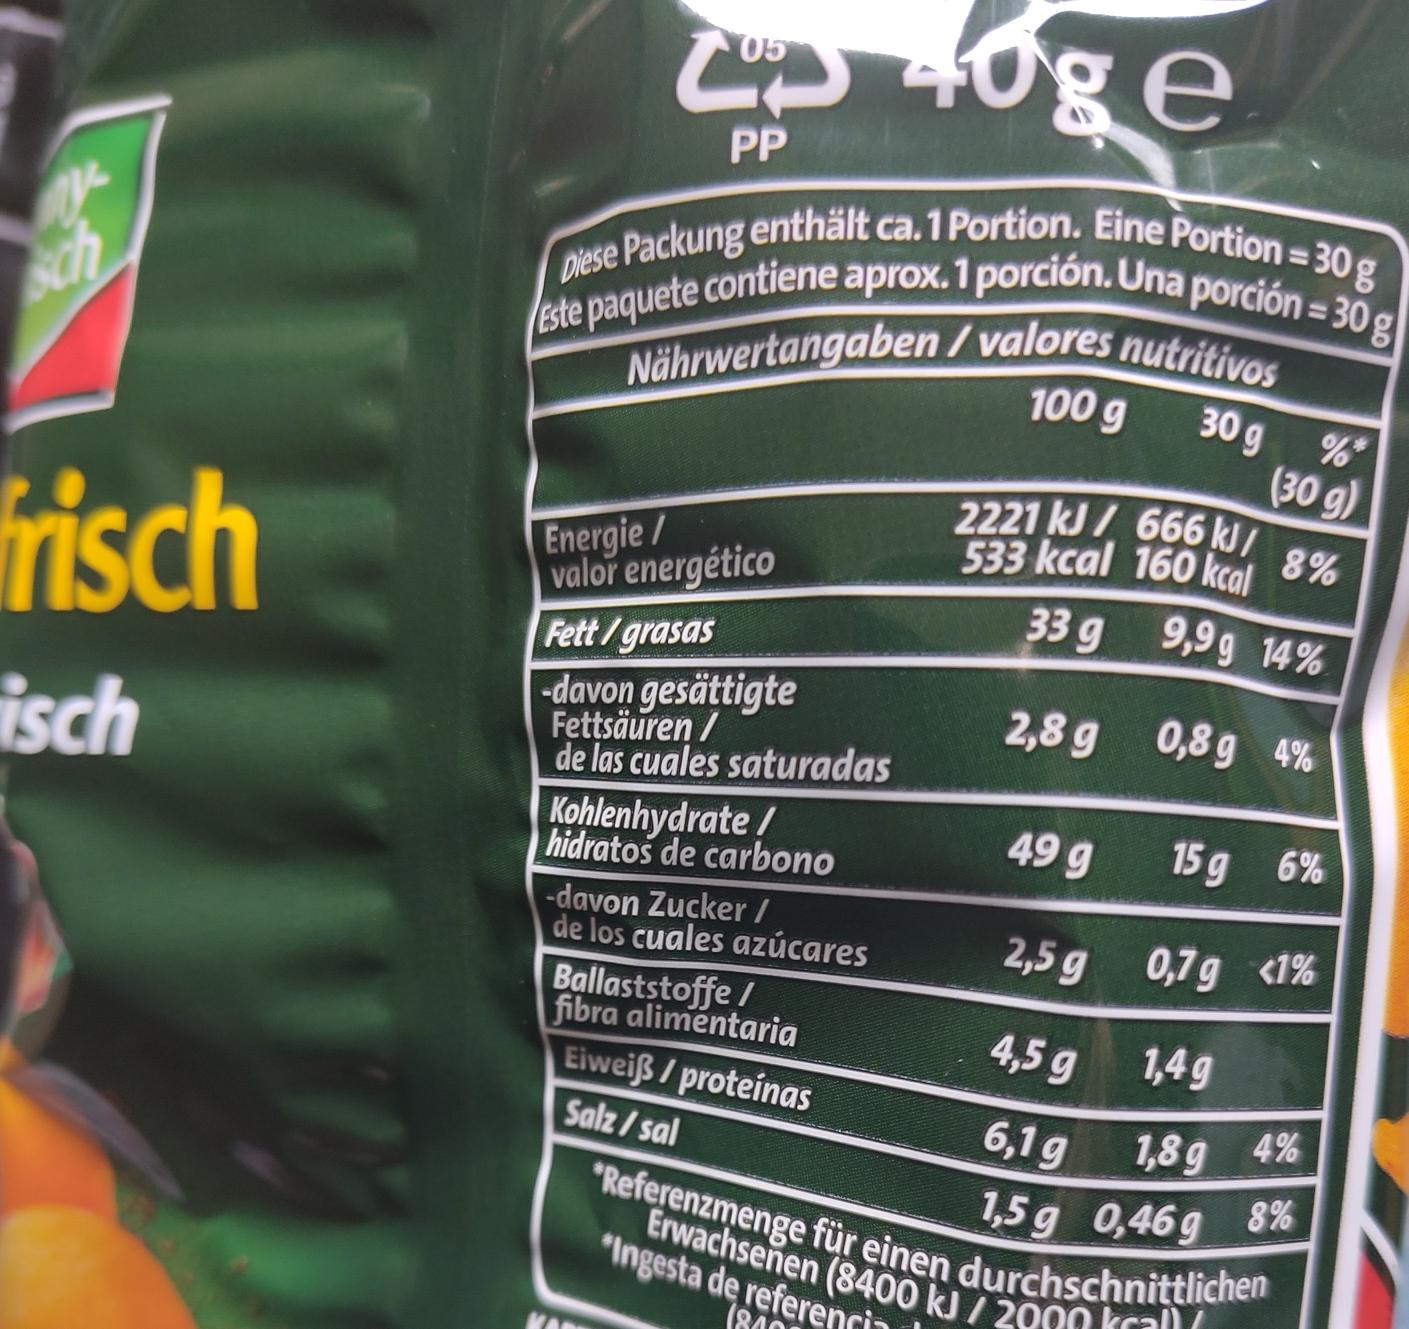 05
40 g e
PP
Diese Packung enthält ca. 1 Portion. Eine Portion = 30 g
Este paquete contiene aprox. 1 porción. Una porción = 30 g
Nährwertangaben / valores nutritivos
100 g 30 g %*
(30 g)
Energie / 2221 kJ / 666 kJ /
valor energético 533 kcal 160 kcal 8%
Fett / grasas 33 g 9,9 g 14%
-davon gesättigte
Fettsäuren / 2,8 g 0,8 g 4%
de las cuales saturadas
Kohlenhydrate /
hidratos de carbono 49 g 15 g 6%
-davon Zucker /
de los cuales azúcares 2,5 g 0,7 g <1%
Ballaststoffe /
fibra alimentaria 4,5 g 1,4 g
Eiweiß / proteínas 6,1 g 1,8 g 4%
Salz / sal 1,5 g 0,46 g 8%
*Referenzmenge für einen durchschnittlichen
Erwachsenen (8400 kJ / 2000 kcal) /
*Ingesta de referencia
frisch
isch